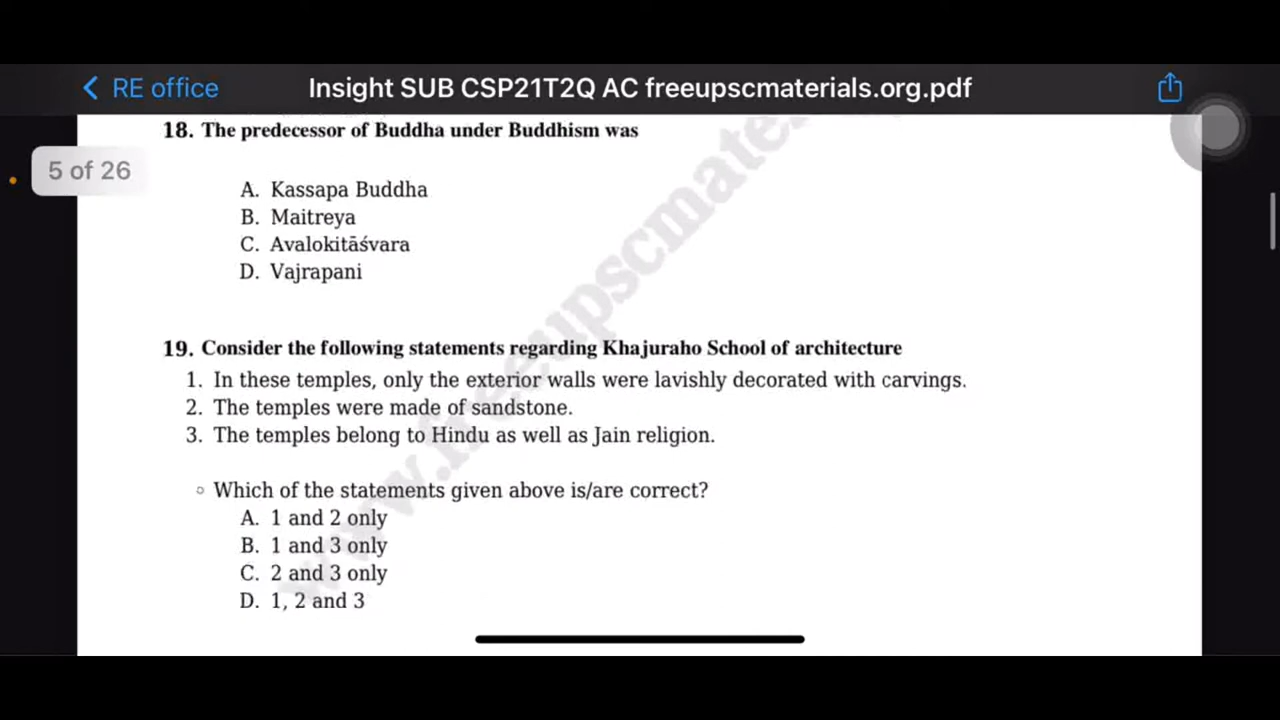 RE office
Insight SUB CSP21T2Q AC freeupscmaterials.org.pdf
5 of 26
18. The predecessor of Buddha under Buddhism was
A. Kassapa Buddha
B. Maitreya
C. Avalokitāśvara
D. Vajrapani
19. Consider the following statements regarding Khajuraho School of architecture
1. In these temples, only the exterior walls were lavishly decorated with carvings.
2. The temples were made of sandstone.
3. The temples belong to Hindu as well as Jain religion.
Which of the statements given above is/are correct?
A. 1 and 2 only
B. 1 and 3 only
C. 2 and 3 only
D. 1, 2 and 3
www.freeupscmate